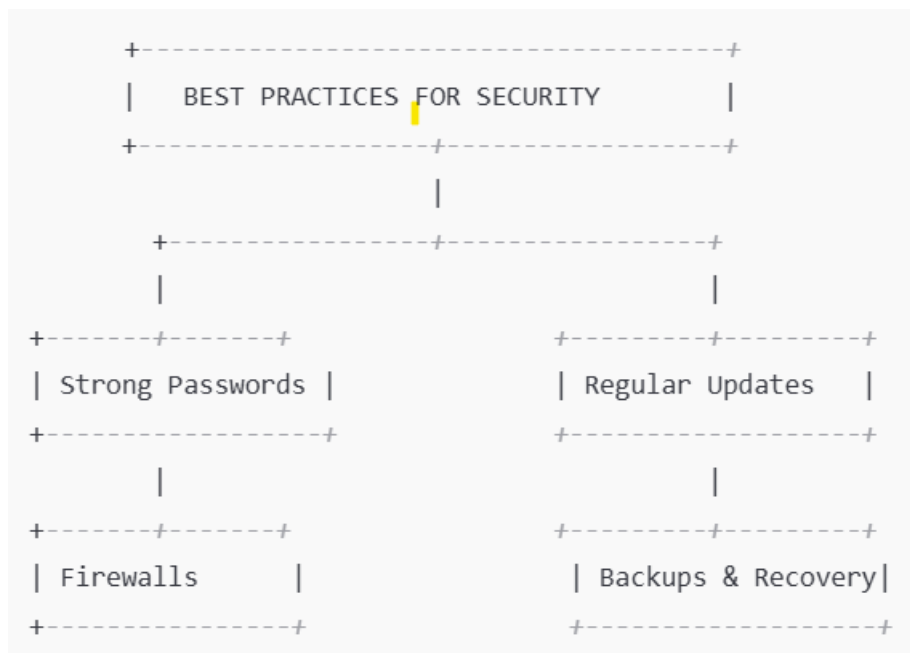 BEST PRACTICES FOR SECURITY
Strong Passwords
Regular Updates
Firewalls
Backups & Recovery